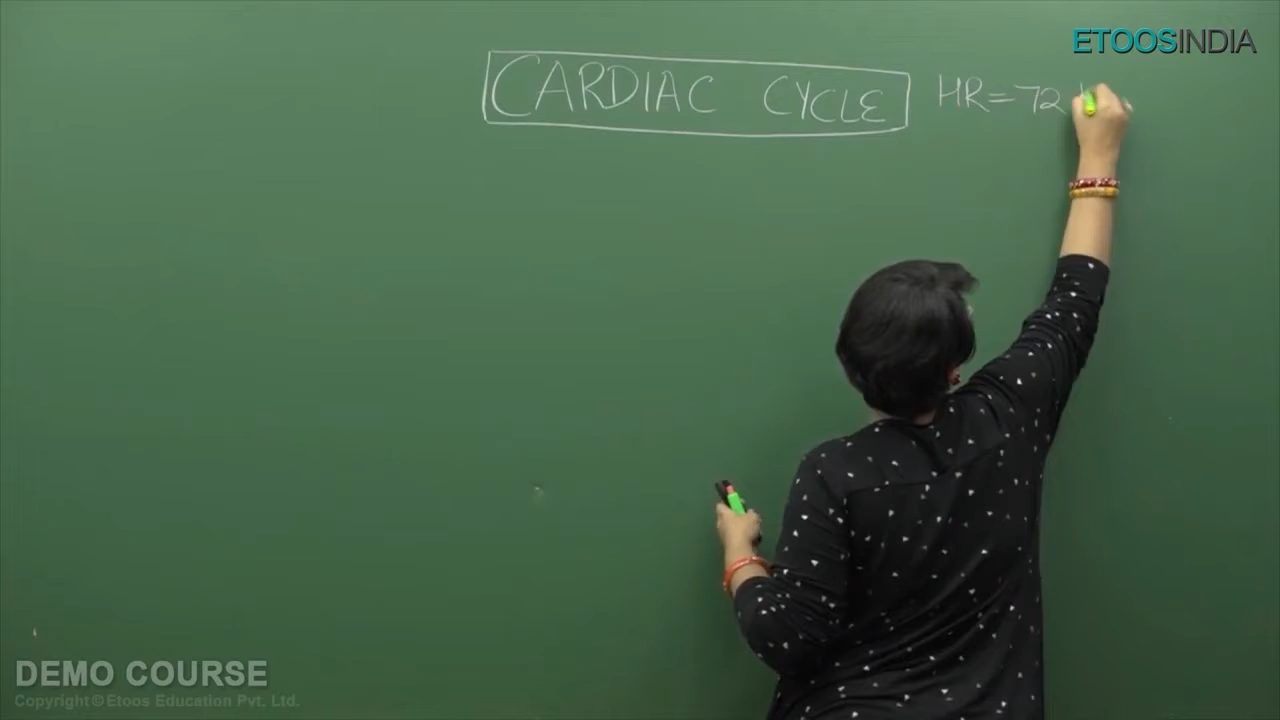 ETOOSINDIA
CARDIAC CYCLE HR=72
DEMO COURSE
Copyright © Etoos Education Pvt. Ltd.